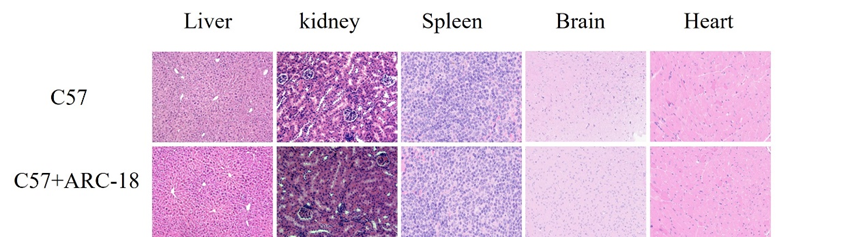 Liver kidney Spleen Brain Heart
C57
C57+ARC-18